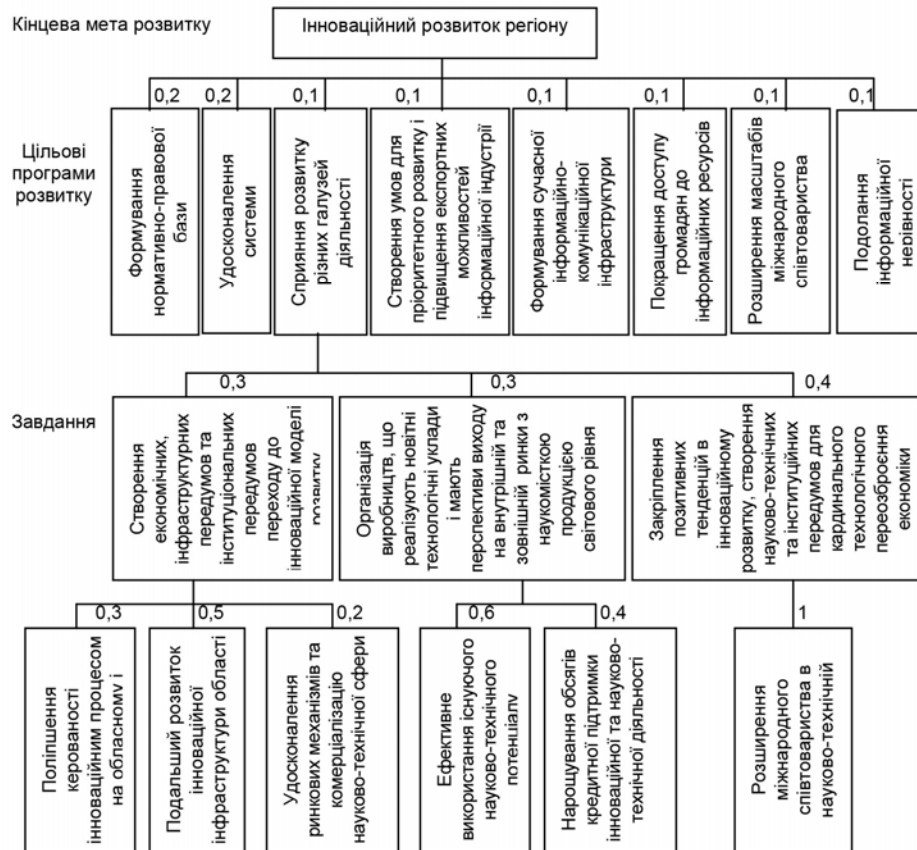 Кінцева мета розвитку
Інноваційний розвиток регіону
0,2
0,2
0,1
0,1
0,1
0,1
0,1
0,1
Цільові
програми
розвитку
Формування
нормативно-правової
бази
Удосконалення
системи
Сприяння розвитку
різних галузей
діяльності
Створення умов для
пріоритетного розвитку і
підвищення експортних
можливостей
інформаційної індустрії
Формування сучасної
інформаційно-
комунікаційної
інфраструктури
Покращення доступу
громадян до
інформаційних ресурсів
Розширення масштабів
міжнародного
співтовариства
Подолання
інформаційної
нерівності
0,3
0,3
0,4
Завдання
Створення
економічних,
інфраструктурних
передумов та
інституціональних
передумов
переходу до
інноваційної моделі
розвитку
Організація
виробництв, що
реалізують новітні
технологічні уклади
і мають
перспективи виходу
на внутрішній та
зовнішній ринки з
наукомісткою
продукцією
світового рівня
Закріплення
позитивних
тенденцій в
інноваційному
розвитку, створення
науково-технічних
та інституційних
передумов для
кардинального
технологічного
переозброєння
економіки
0,3
0,5
0,2
0,6
0,4
1
Поліпшення
керованості
інноваційним процесом
на обласному і
Подальший розвиток
інноваційної
інфраструктури області
Удосконалення
ринкових механізмів та
комерціалізацію
науково-технічної сфери
Ефективне
використання існуючого
науково-технічного
потенціалу
Нарощування обсягів
кредитної підтримки
інноваційної та науково-
технічної діяльності
Розширення
міжнародного
співтовариства в
науково-технічній